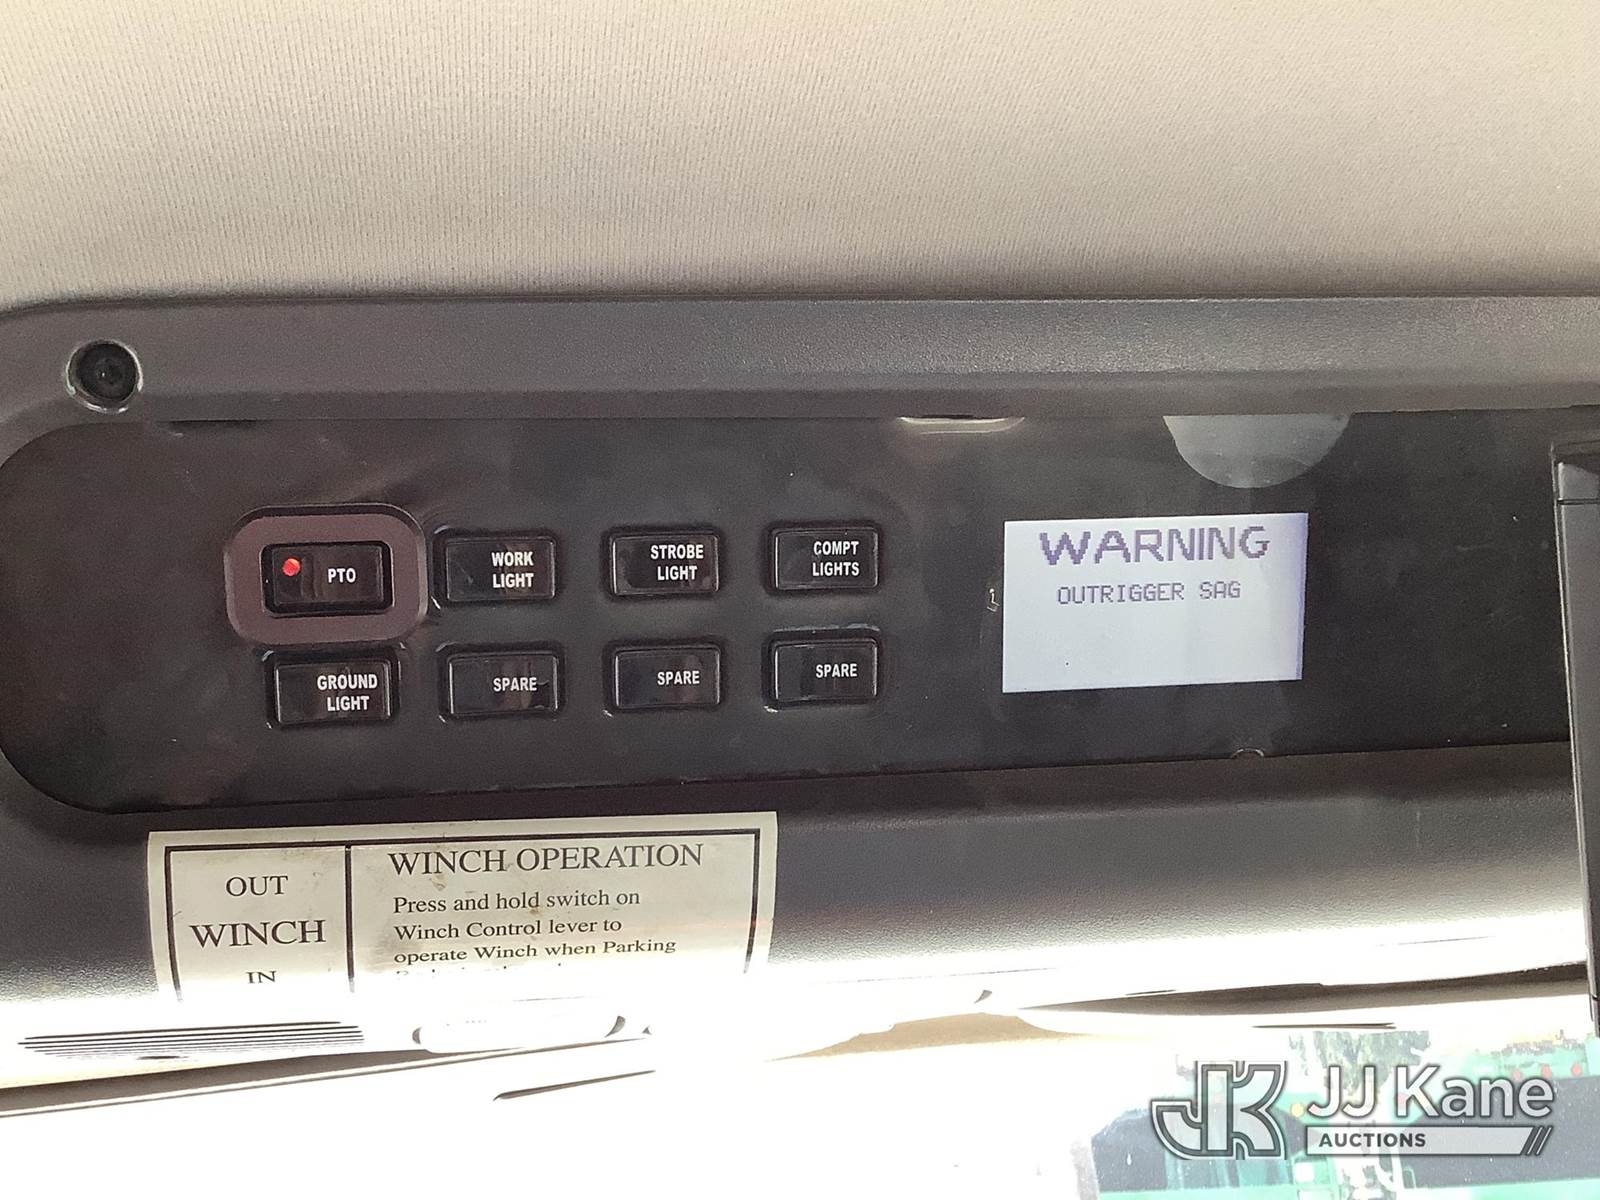 PTO
WORK
LIGHT
STROBE
LIGHT
COMPT
LIGHTS
GROUND
LIGHT
SPARE
SPARE
SPARE
WARNING
OUTRIGGER SAG
OUT
WINCH
IN
WINCH OPERATION
Press and hold switch on
Winch Control lever to
operate Winch when Parking
JK
JJ Kane
AUCTIONS